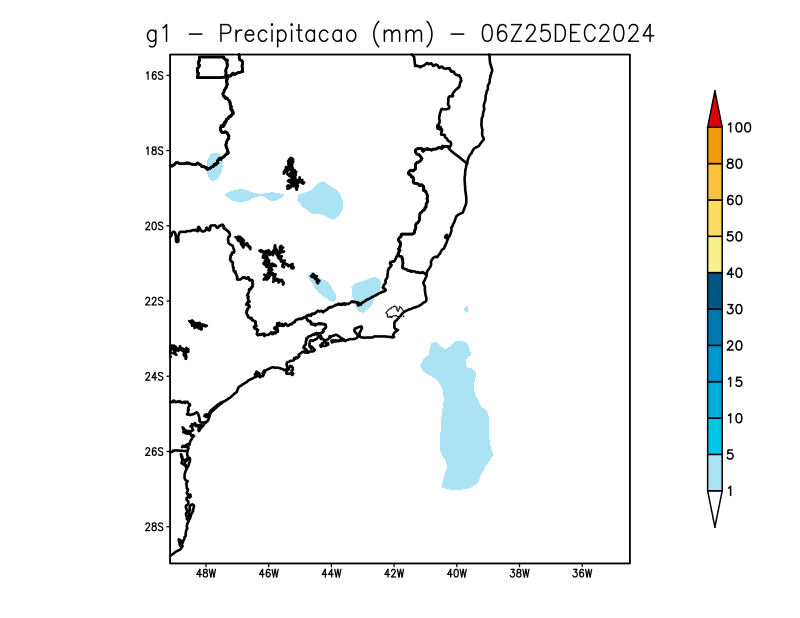 g1 – Precipitacao (mm) – 06Z25DEC2024
16S
18S
20S
22S
24S
26S
28S
48W 46W 44W 42W 40W 38W 36W
100
80
60
50
40
30
20
15
10
5
1